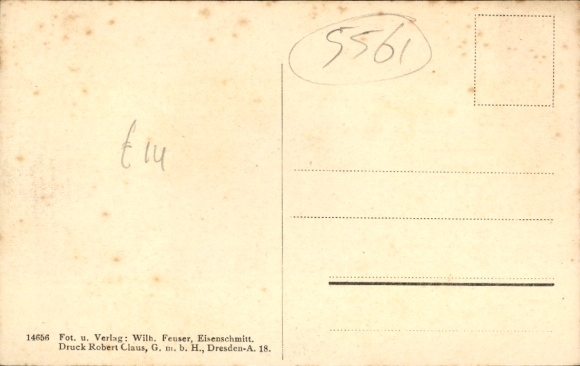 5561
£ 14
14656 Fot. u. Verlag: Wilh. Feuser, Eisenschmitt.
Druck Robert Claus, G. m. b. H., Dresden-A. 18.